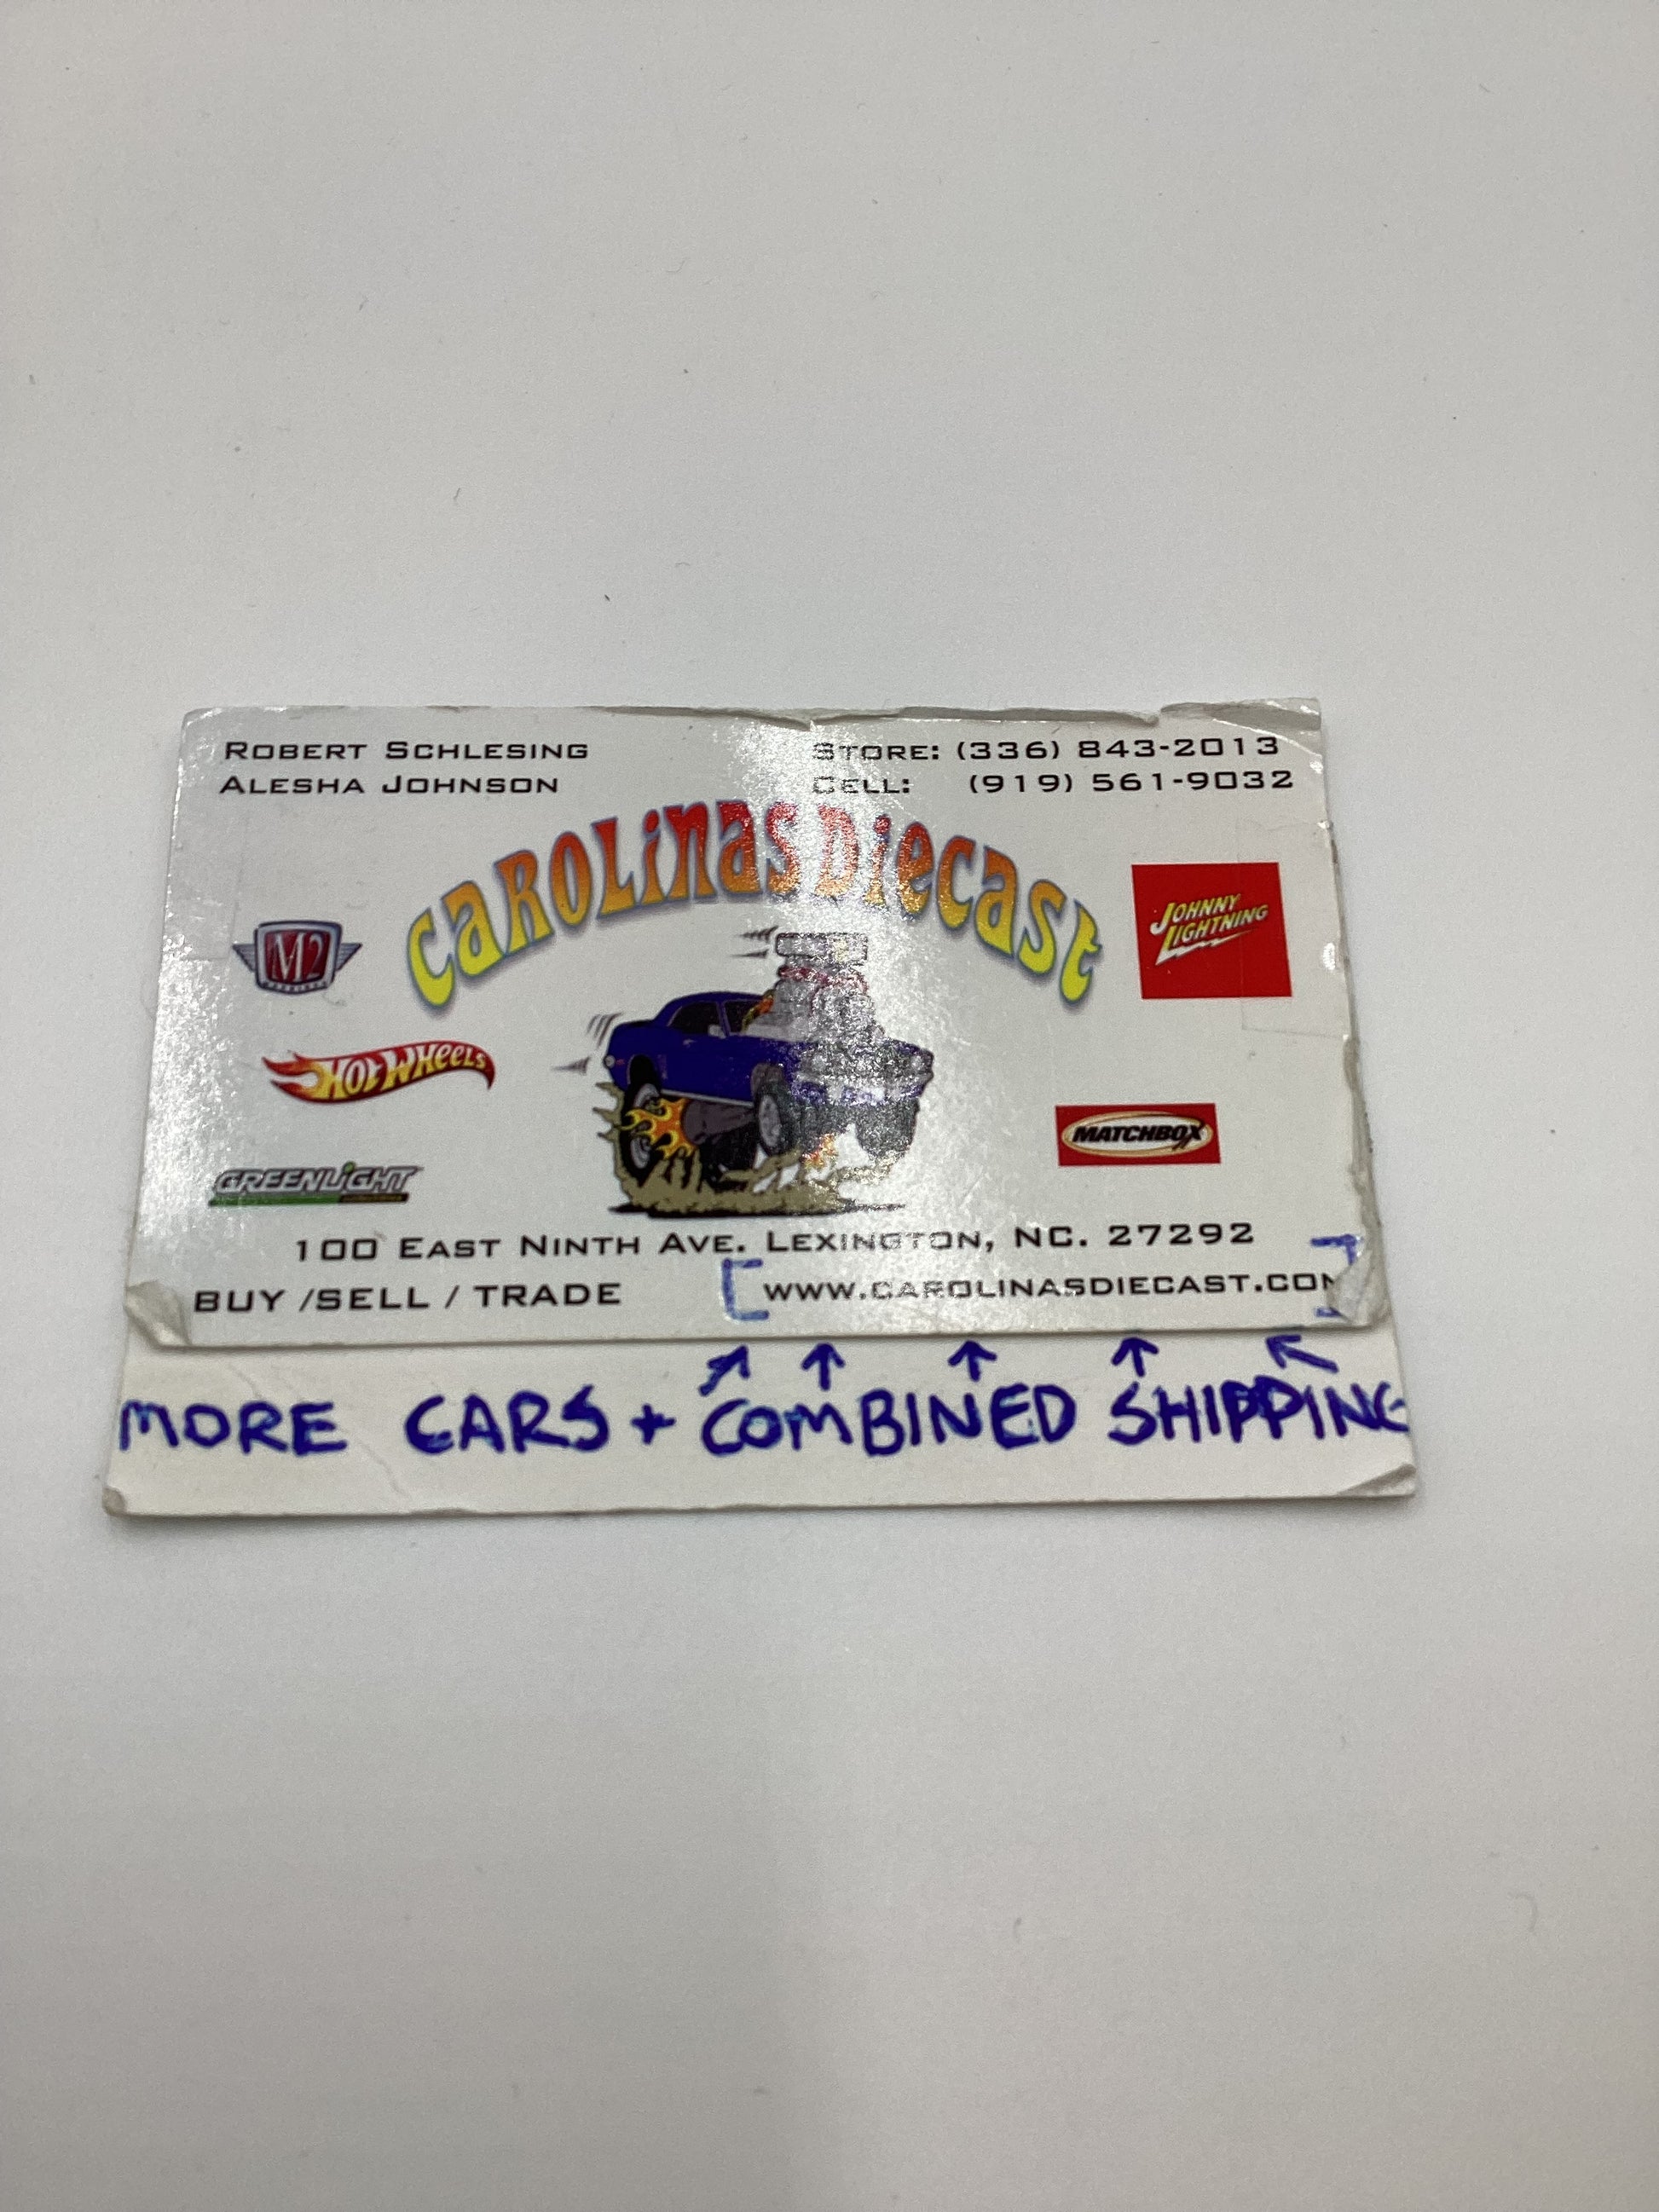 ROBERT SCHLESING
ALESHA JOHNSON
STORE: (336) 843-2013
CELL: (919) 561-9032
CAROLINAS DIECAST
M2
JOHNNY LIGHTNING
HOT WHEELS
MATCHBOX
GREENLIGHT
100 EAST NINTH AVE. LEXINGTON, NC. 27292
BUY /SELL / TRADE
WWW.CAROLINASDIECAST.COM
MORE CARS + COMBINED SHIPPING